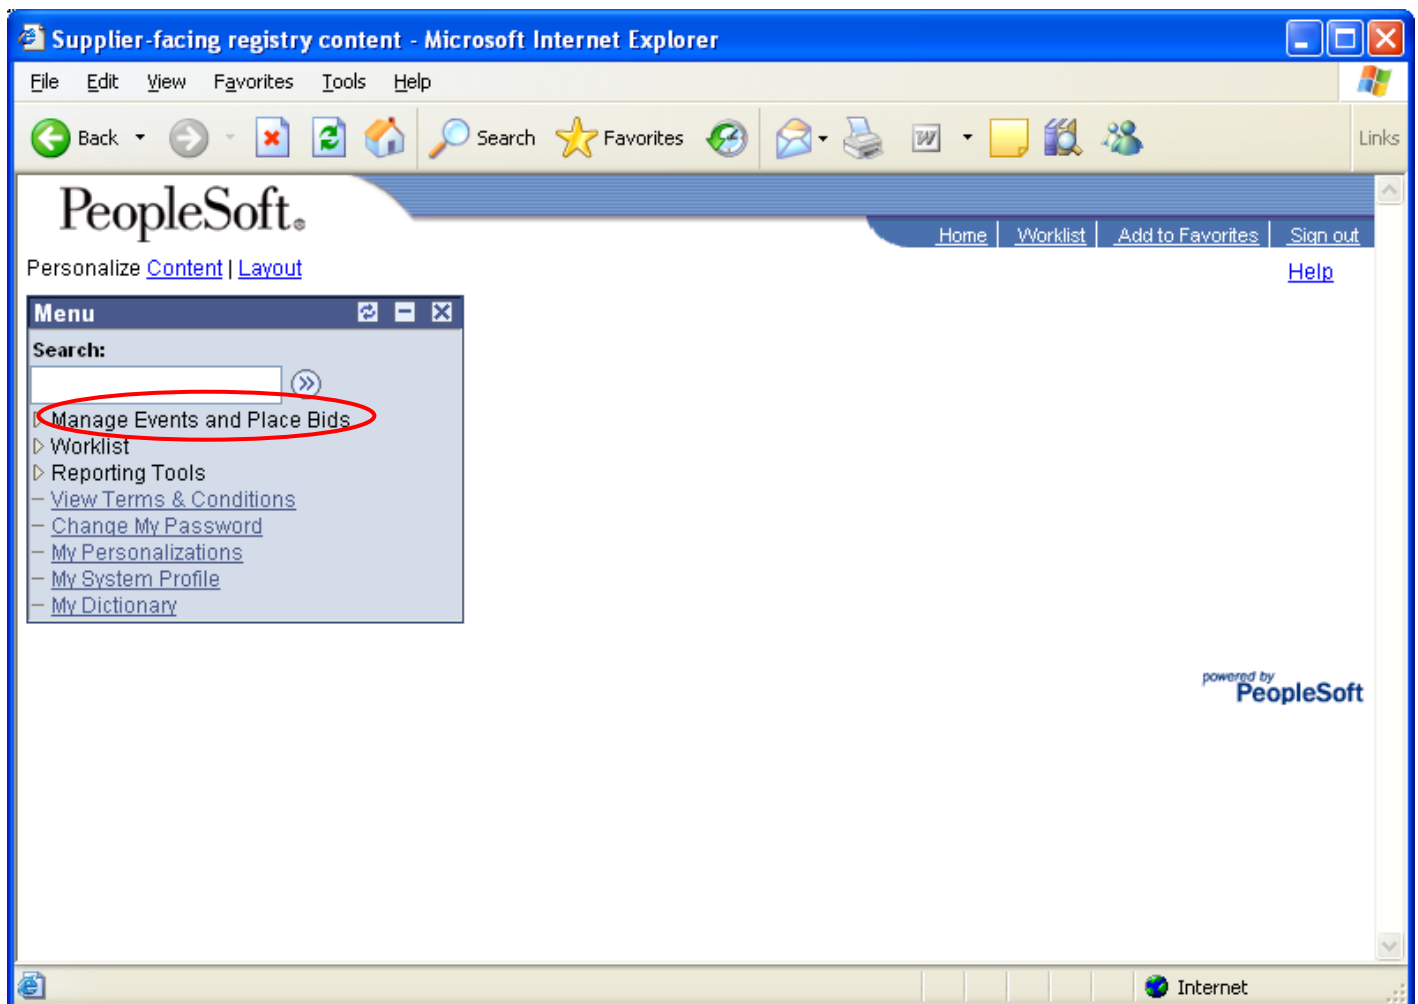 Supplier-facing registry content - Microsoft Internet Explorer
File Edit View Favorites Tools Help
Back Search Favorites W Links
PeopleSoft®
Home | Worklist | Add to Favorites | Sign out
Personalize Content | Layout
Help
Menu
Search:
Manage Events and Place Bids
Worklist
Reporting Tools
View Terms & Conditions
Change My Password
My Personalizations
My System Profile
My Dictionary
powered by
PeopleSoft
Internet